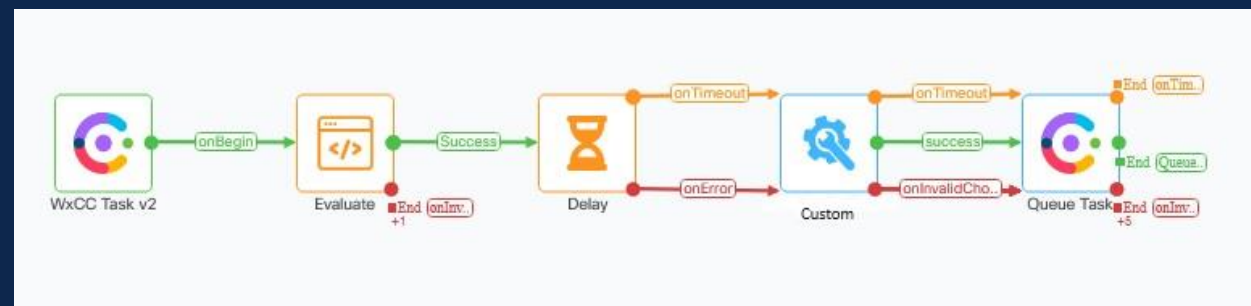 onBegin
Success
onTimeout
onError
onTimeout
success
onInvalidCho..
End onTim..
End Queue..
End onInv..
+5
End onInv..
+1
WxCC Task v2
Evaluate
Delay
Custom
Queue Task